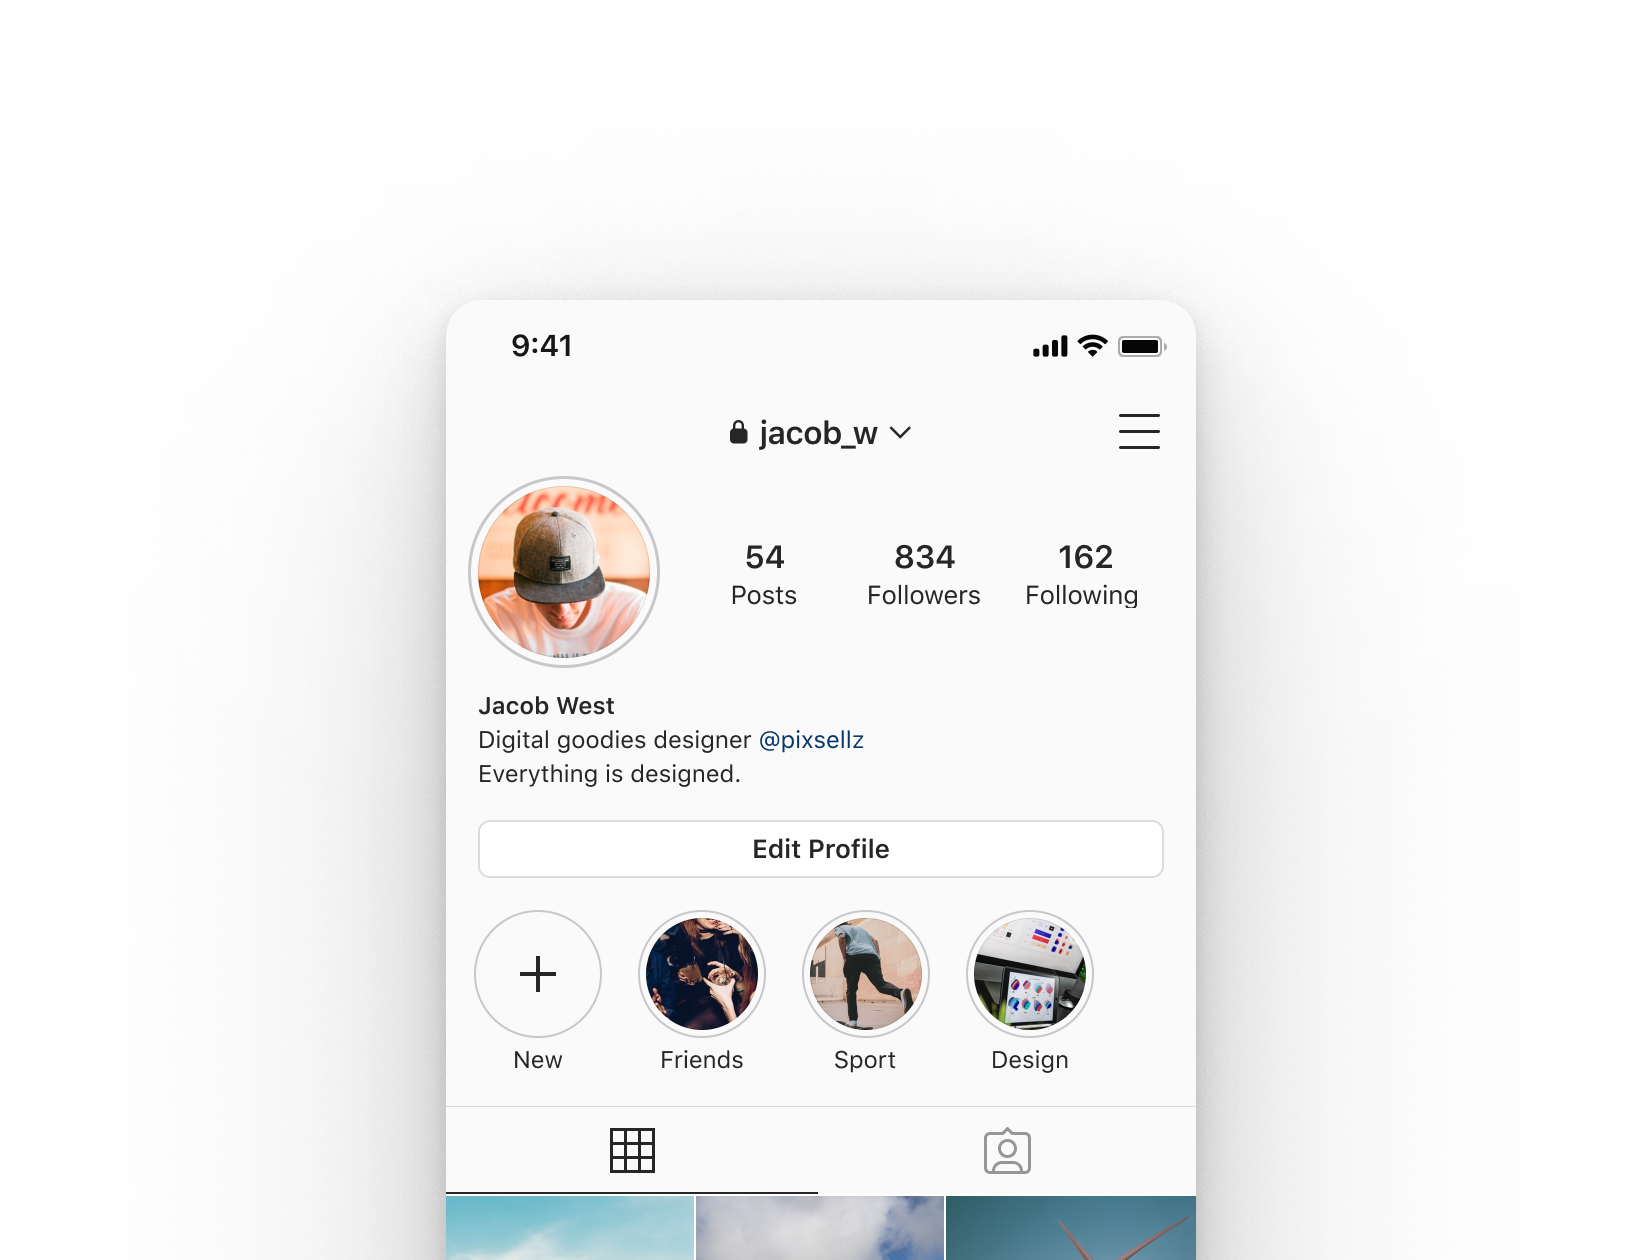 9:41
jacob_w
54 834 162
Posts Followers Following
Jacob West
Digital goodies designer @pixsellz
Everything is designed.
Edit Profile
New Friends Sport Design